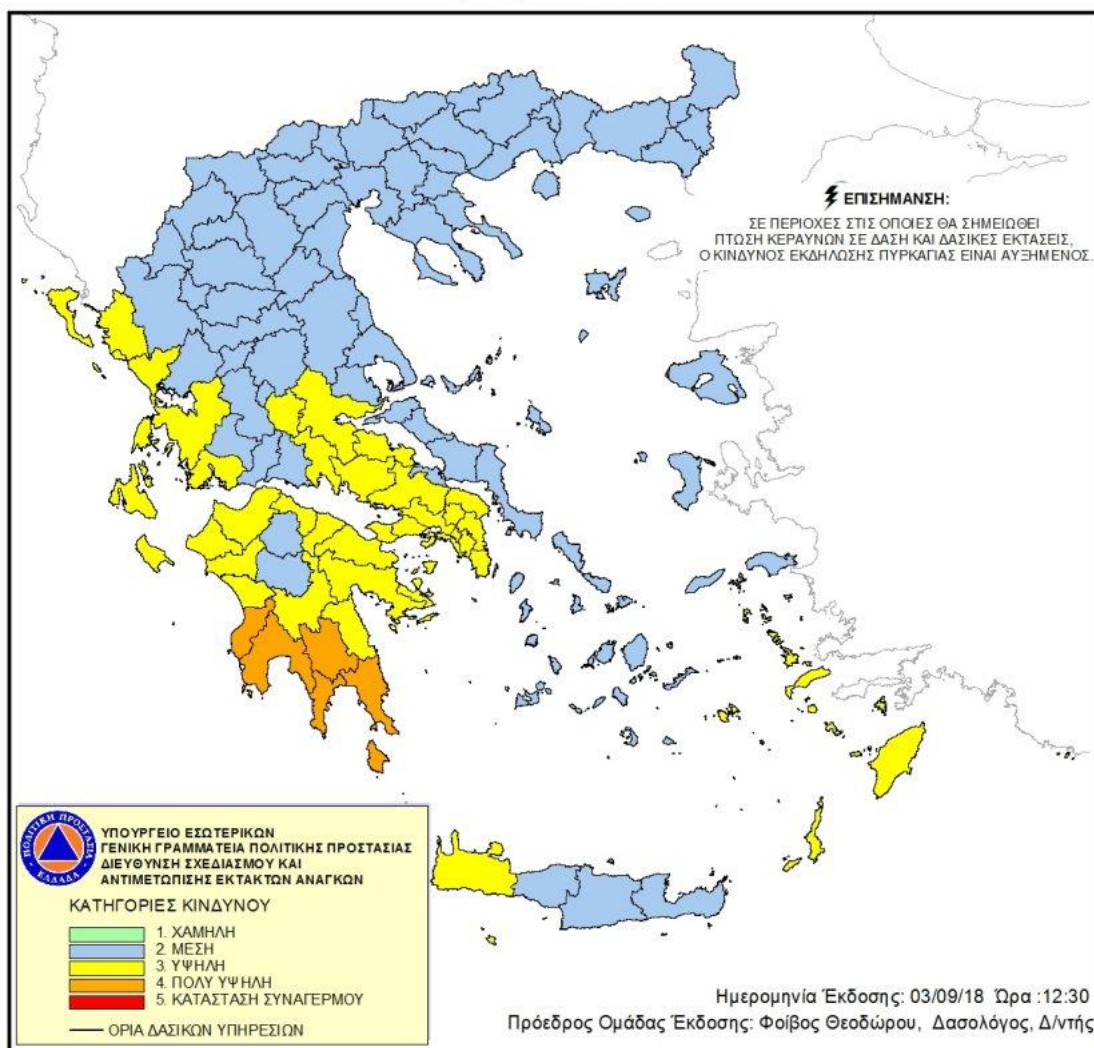 ΕΠΙΣΗΜΑΝΣΗ:
ΣΕ ΠΕΡΙΟΧΕΣ ΣΤΙΣ ΟΠΟΙΕΣ ΘΑ ΣΗΜΕΙΩΘΕΙ
ΠΤΩΣΗ ΚΕΡΑΥΝΩΝ ΣΕ ΔΑΣΗ ΚΑΙ ΔΑΣΙΚΕΣ ΕΚΤΑΣΕΙΣ,
Ο ΚΙΝΔΥΝΟΣ ΕΚΔΗΛΩΣΗΣ ΠΥΡΚΑΓΙΑΣ ΕΙΝΑΙ ΑΥΞΗΜΕΝΟΣ.
ΠΟΛΙΤΙΚΗ ΠΡΟΣΤΑΣΙΑ
ΕΛΛΑΔΑ
ΥΠΟΥΡΓΕΙΟ ΕΣΩΤΕΡΙΚΩΝ
ΓΕΝΙΚΗ ΓΡΑΜΜΑΤΕΙΑ ΠΟΛΙΤΙΚΗΣ ΠΡΟΣΤΑΣΙΑΣ
ΔΙΕΥΘΥΝΣΗ ΣΧΕΔΙΑΣΜΟΥ ΚΑΙ
ΑΝΤΙΜΕΤΩΠΙΣΗΣ ΕΚΤΑΚΤΩΝ ΑΝΑΓΚΩΝ
ΚΑΤΗΓΟΡΙΕΣ ΚΙΝΔΥΝΟΥ
1. ΧΑΜΗΛΗ
2. ΜΕΣΗ
3. ΥΨΗΛΗ
4. ΠΟΛΥ ΥΨΗΛΗ
5. ΚΑΤΑΣΤΑΣΗ ΣΥΝΑΓΕΡΜΟΥ
ΟΡΙΑ ΔΑΣΙΚΩΝ ΥΠΗΡΕΣΙΩΝ
Ημερομηνία Έκδοσης: 03/09/18 Ώρα :12:30
Πρόεδρος Ομάδας Έκδοσης: Φοίβος Θεοδώρου, Δασολόγος, Δ/ντής